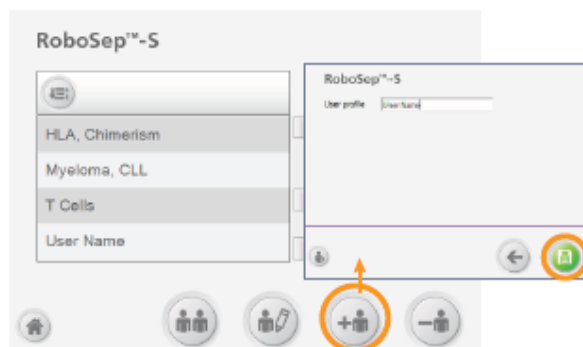 RoboSep™-S
HLA, Chimerism
Myeloma, CLL
T Cells
User Name
RoboSep™-S
User profile User Name